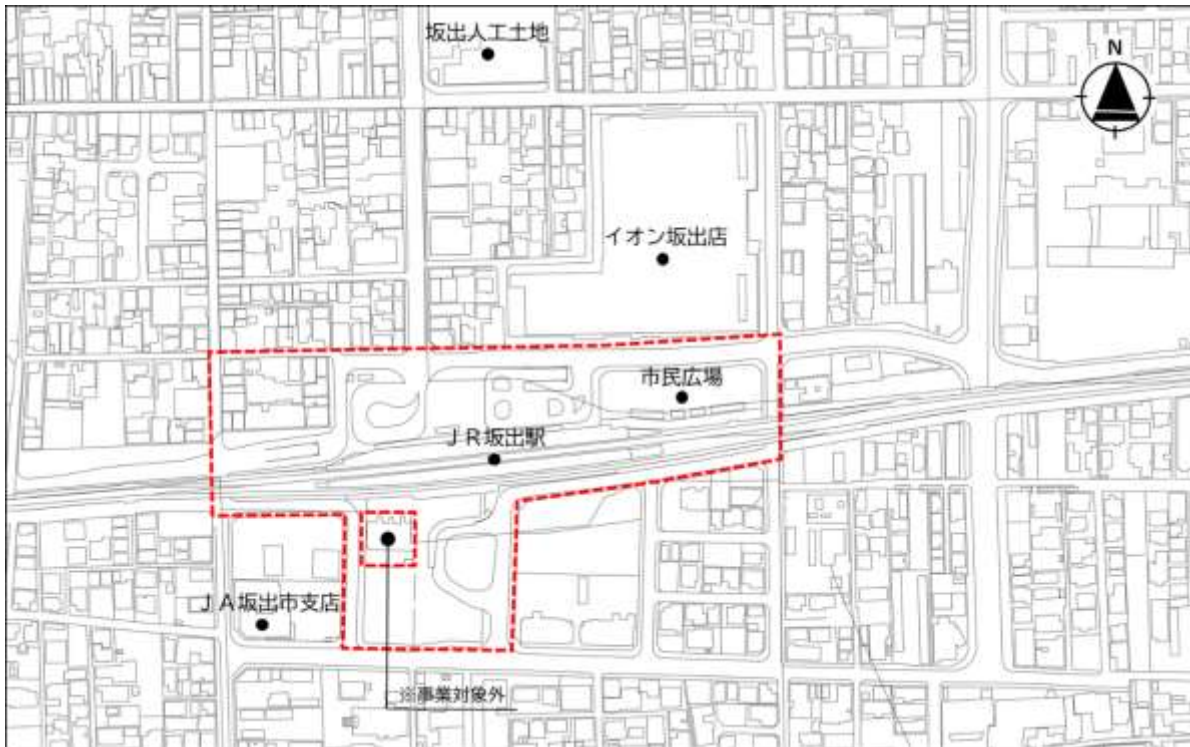 坂出人工土地
N
イオン坂出店
市民広場
ＪＲ坂出駅
ＪＡ坂出市支店
※事業対象外